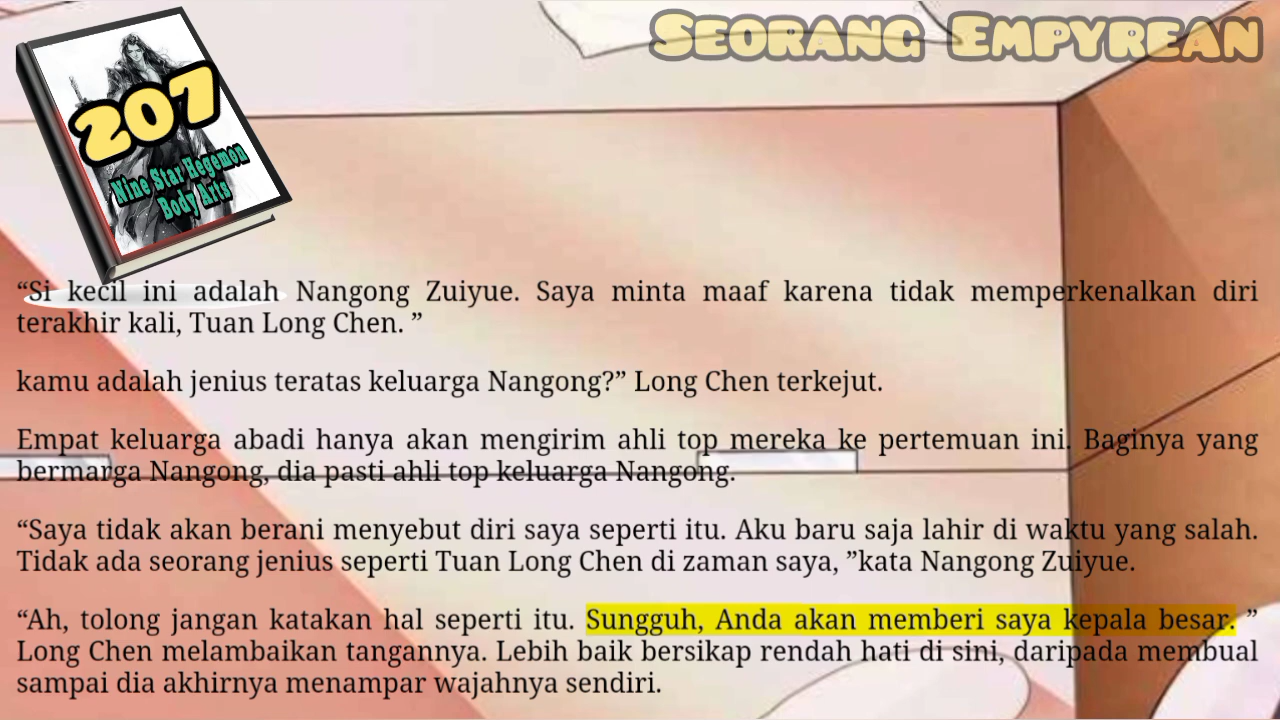 Seorang Empyrean
207
Nine Star Hegemon
Body Arts
“Si kecil ini adalah Nangong Zuiyue. Saya minta maaf karena tidak memperkenalkan diri
terakhir kali, Tuan Long Chen. ”
kamu adalah jenius teratas keluarga Nangong?” Long Chen terkejut.
Empat keluarga abadi hanya akan mengirim ahli top mereka ke pertemuan ini. Baginya yang
bermarga Nangong, dia pasti ahli top keluarga Nangong.
“Saya tidak akan berani menyebut diri saya seperti itu. Aku baru saja lahir di waktu yang salah.
Tidak ada seorang jenius seperti Tuan Long Chen di zaman saya, ”kata Nangong Zuiyue.
“Ah, tolong jangan katakan hal seperti itu. Sungguh, Anda akan memberi saya kepala besar. ”
Long Chen melambaikan tangannya. Lebih baik bersikap rendah hati di sini, daripada membual
sampai dia akhirnya menampar wajahnya sendiri.